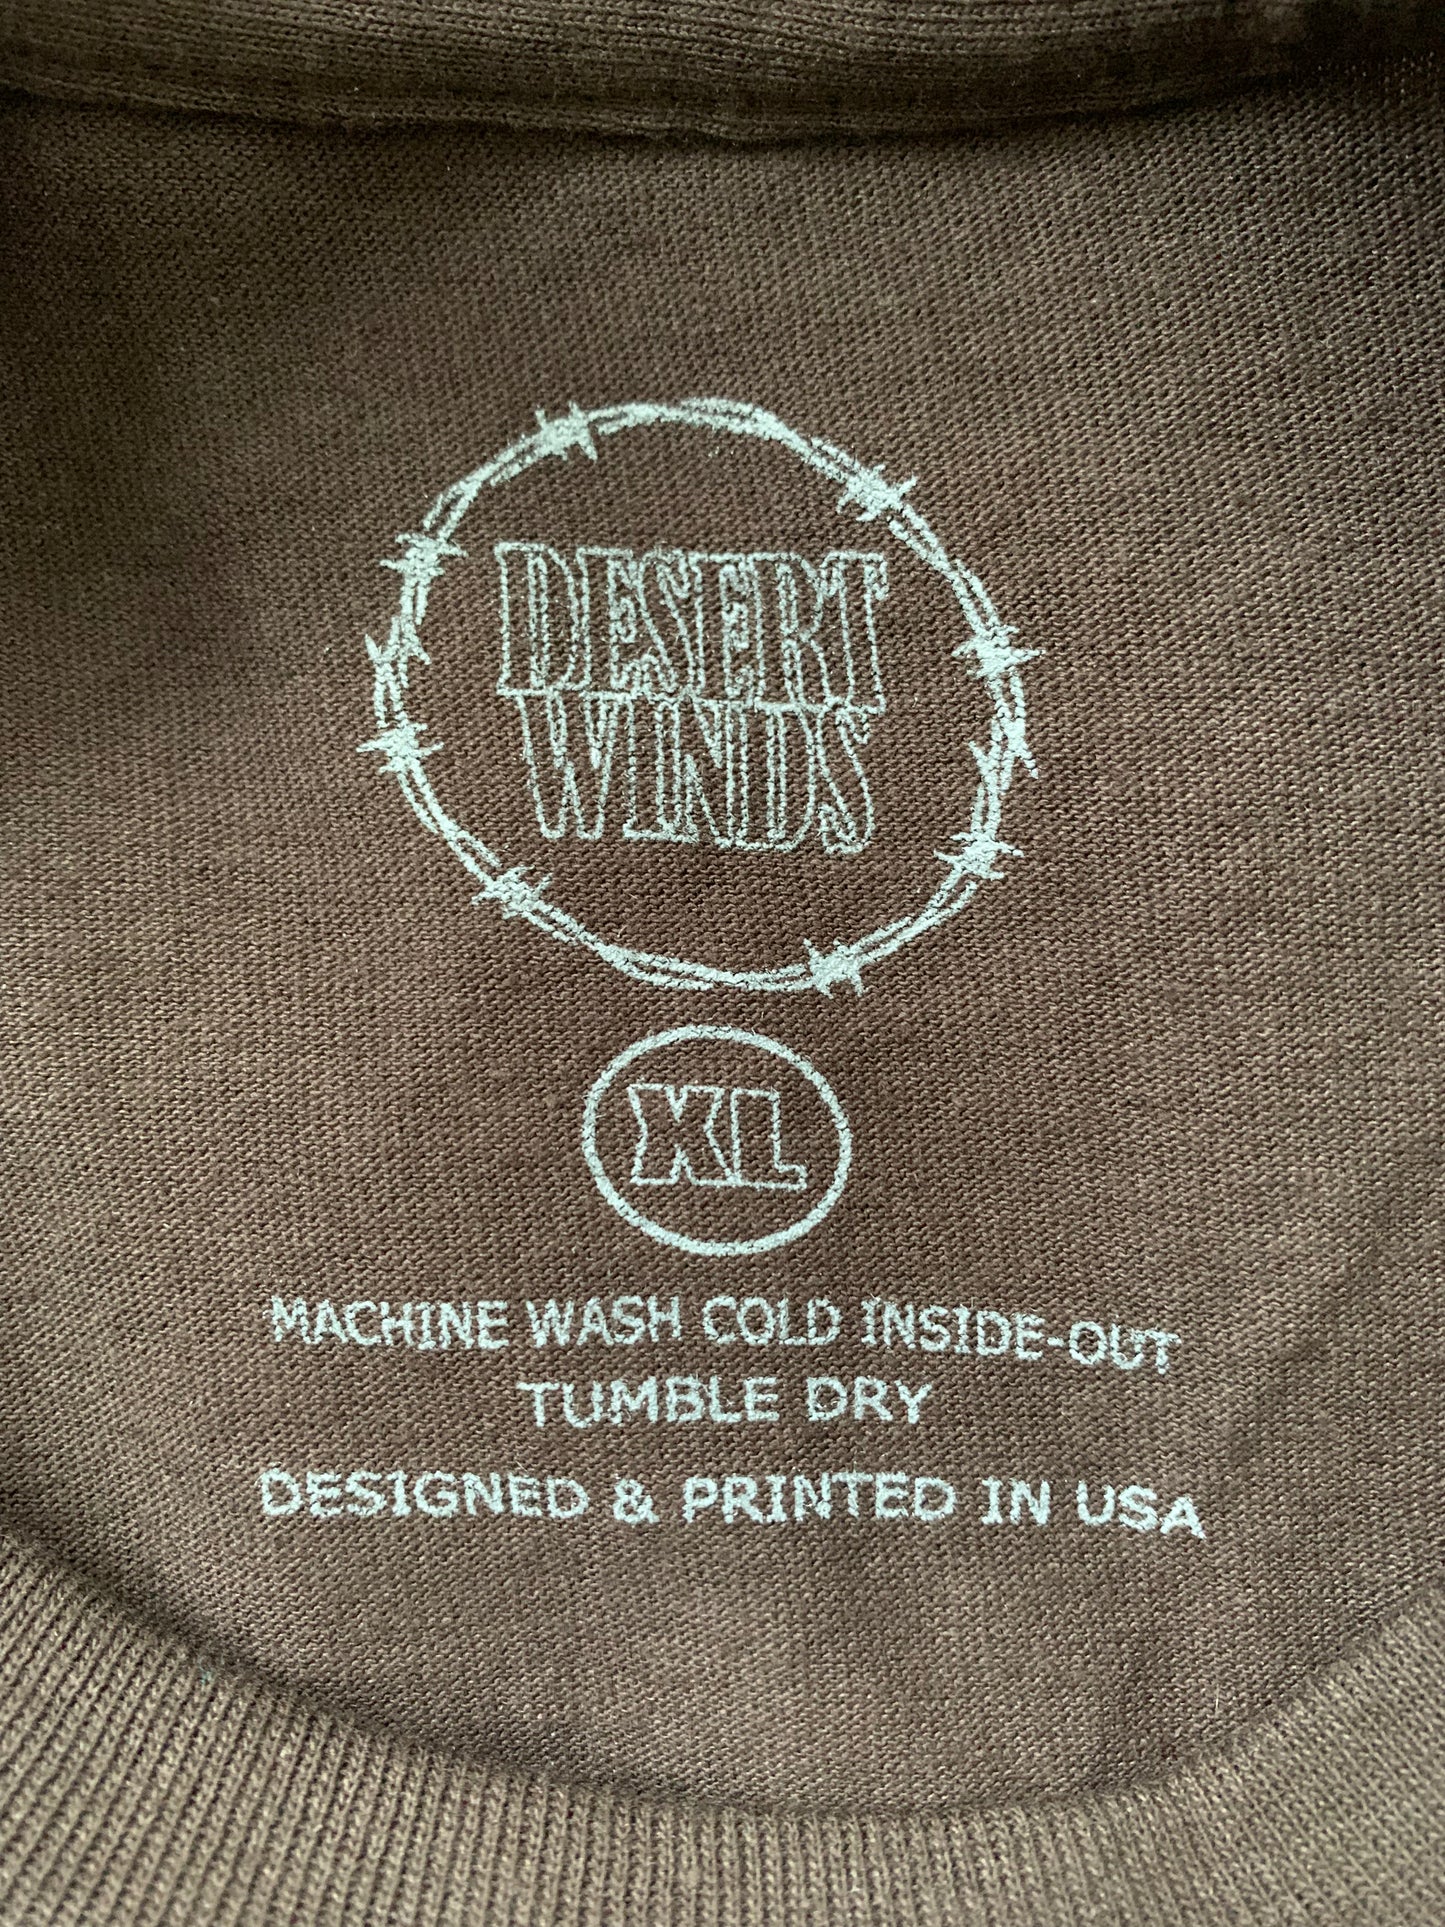 DESERT
WINDS
XL
MACHINE WASH COLD INSIDE-OUT
TUMBLE DRY
DESIGNED & PRINTED IN USA